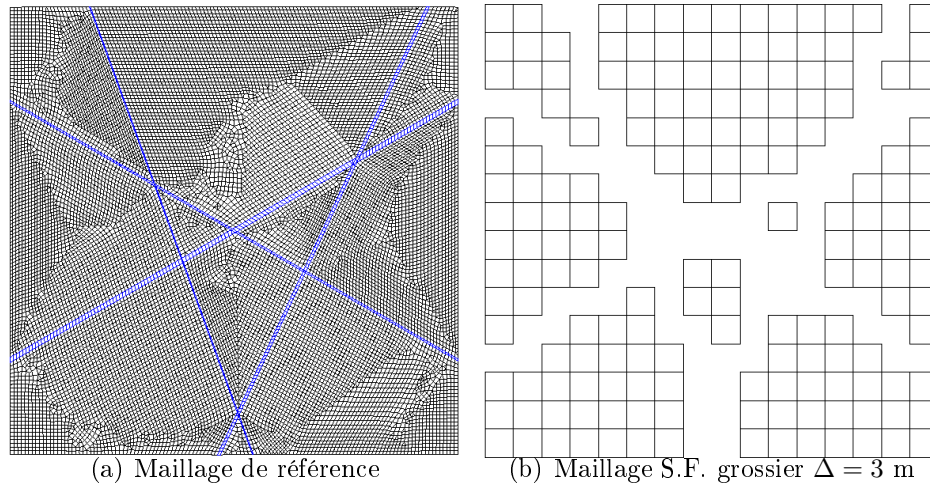 (a) Maillage de référence
(b) Maillage S.F. grossier Δ = 3 m